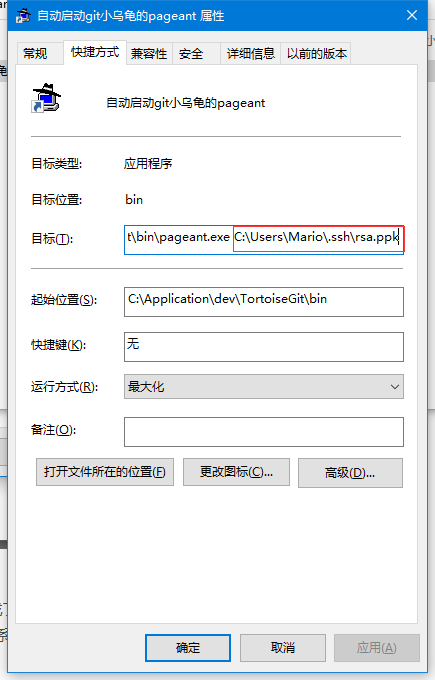 自动启动git小乌龟的pageant 属性
常规 快捷方式 兼容性 安全 详细信息 以前的版本
自动启动git小乌龟的pageant
目标类型: 应用程序
目标位置: bin
目标(T): t\bin\pageant.exe C:\Users\Mario\.ssh\rsa.ppk
起始位置(S): C:\Application\dev\TortoiseGit\bin
快捷键(K): 无
运行方式(R): 最大化
备注(O):
打开文件所在的位置(F) 更改图标(C)... 高级(D)...
确定 取消 应用(A)